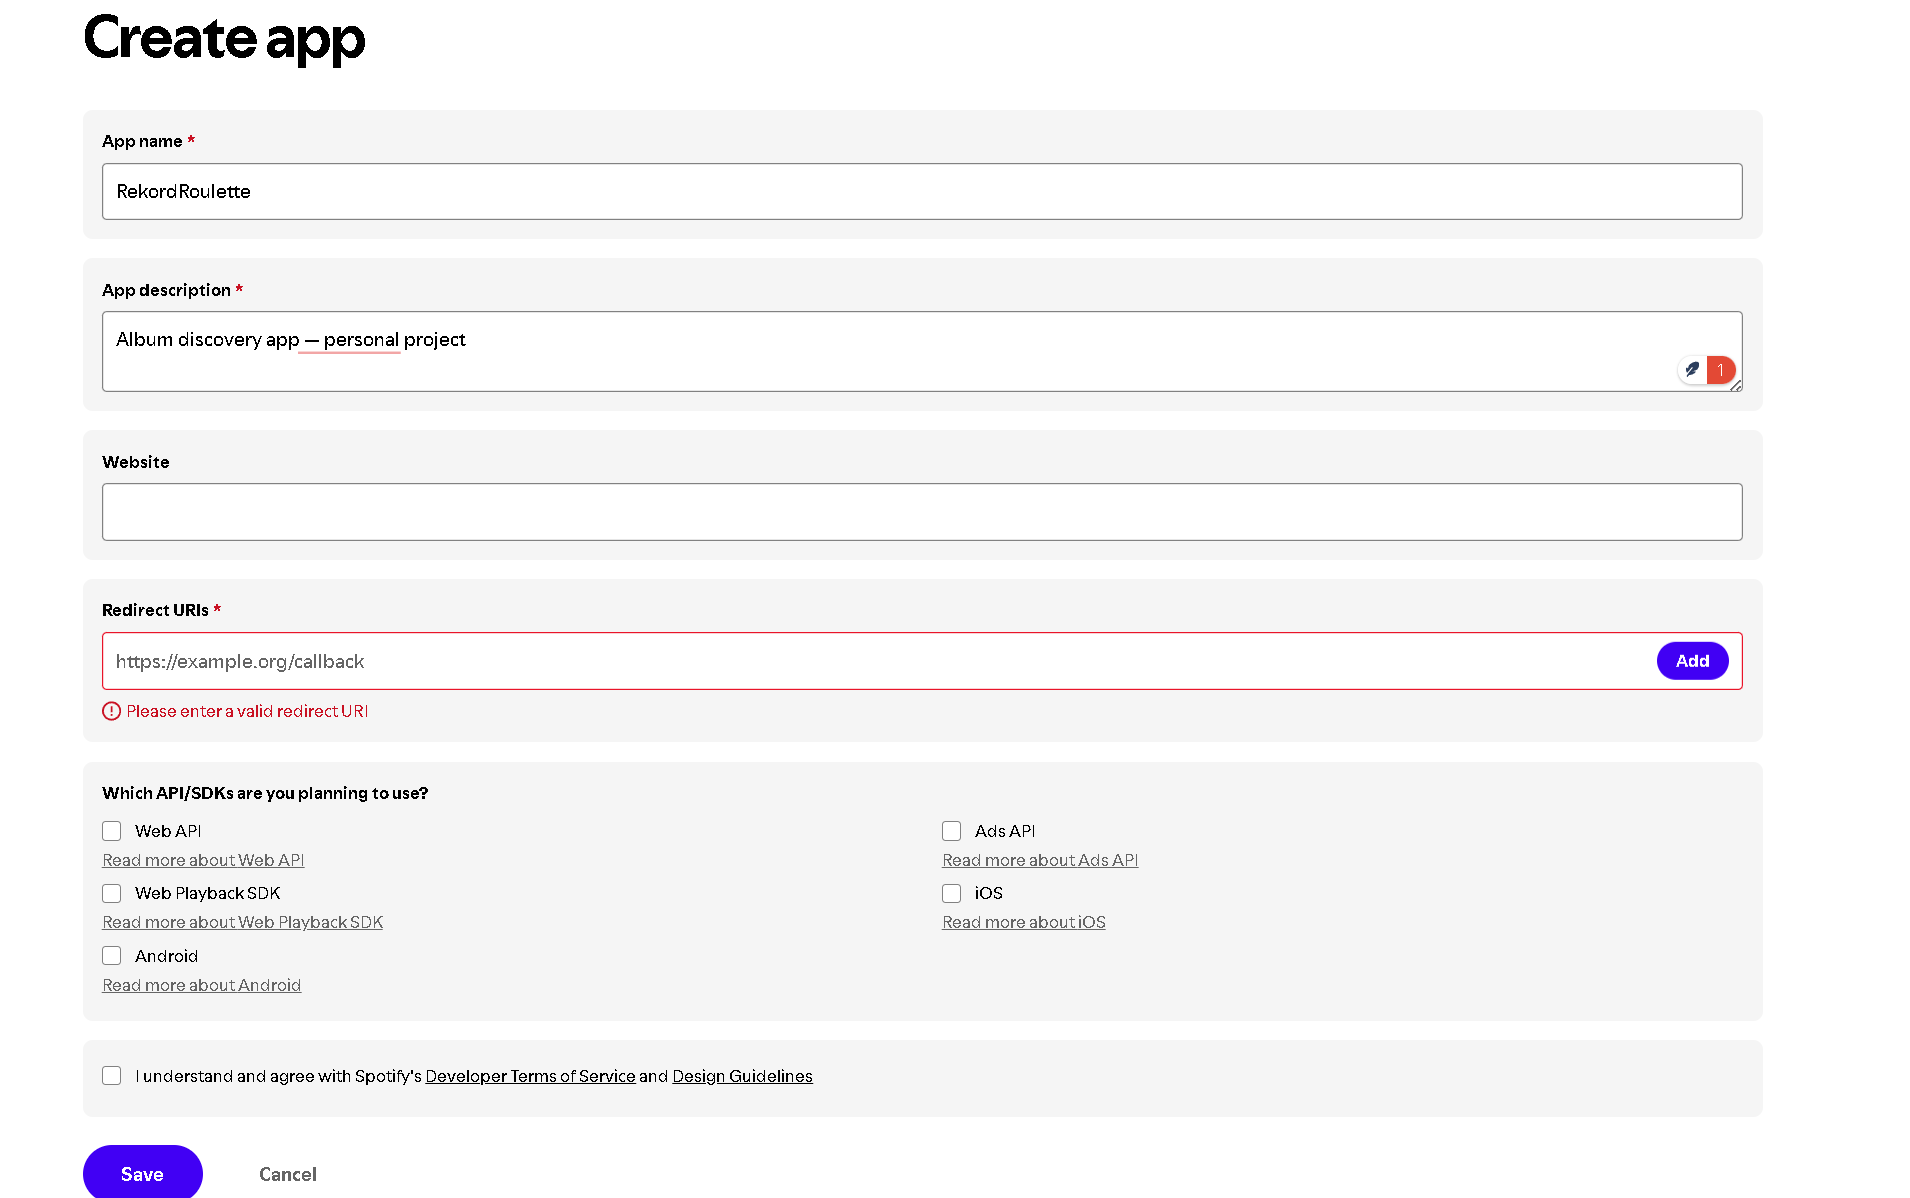 Create app
App name *
RekordRoulette
App description *
Album discovery app — personal project
1
Website
Redirect URIs *
https://example.org/callback
Add
Please enter a valid redirect URI
Which API/SDKs are you planning to use?
Web API
Read more about Web API
Ads API
Read more about Ads API
Web Playback SDK
Read more about Web Playback SDK
iOS
Read more about iOS
Android
Read more about Android
I understand and agree with Spotify's Developer Terms of Service and Design Guidelines
Save
Cancel